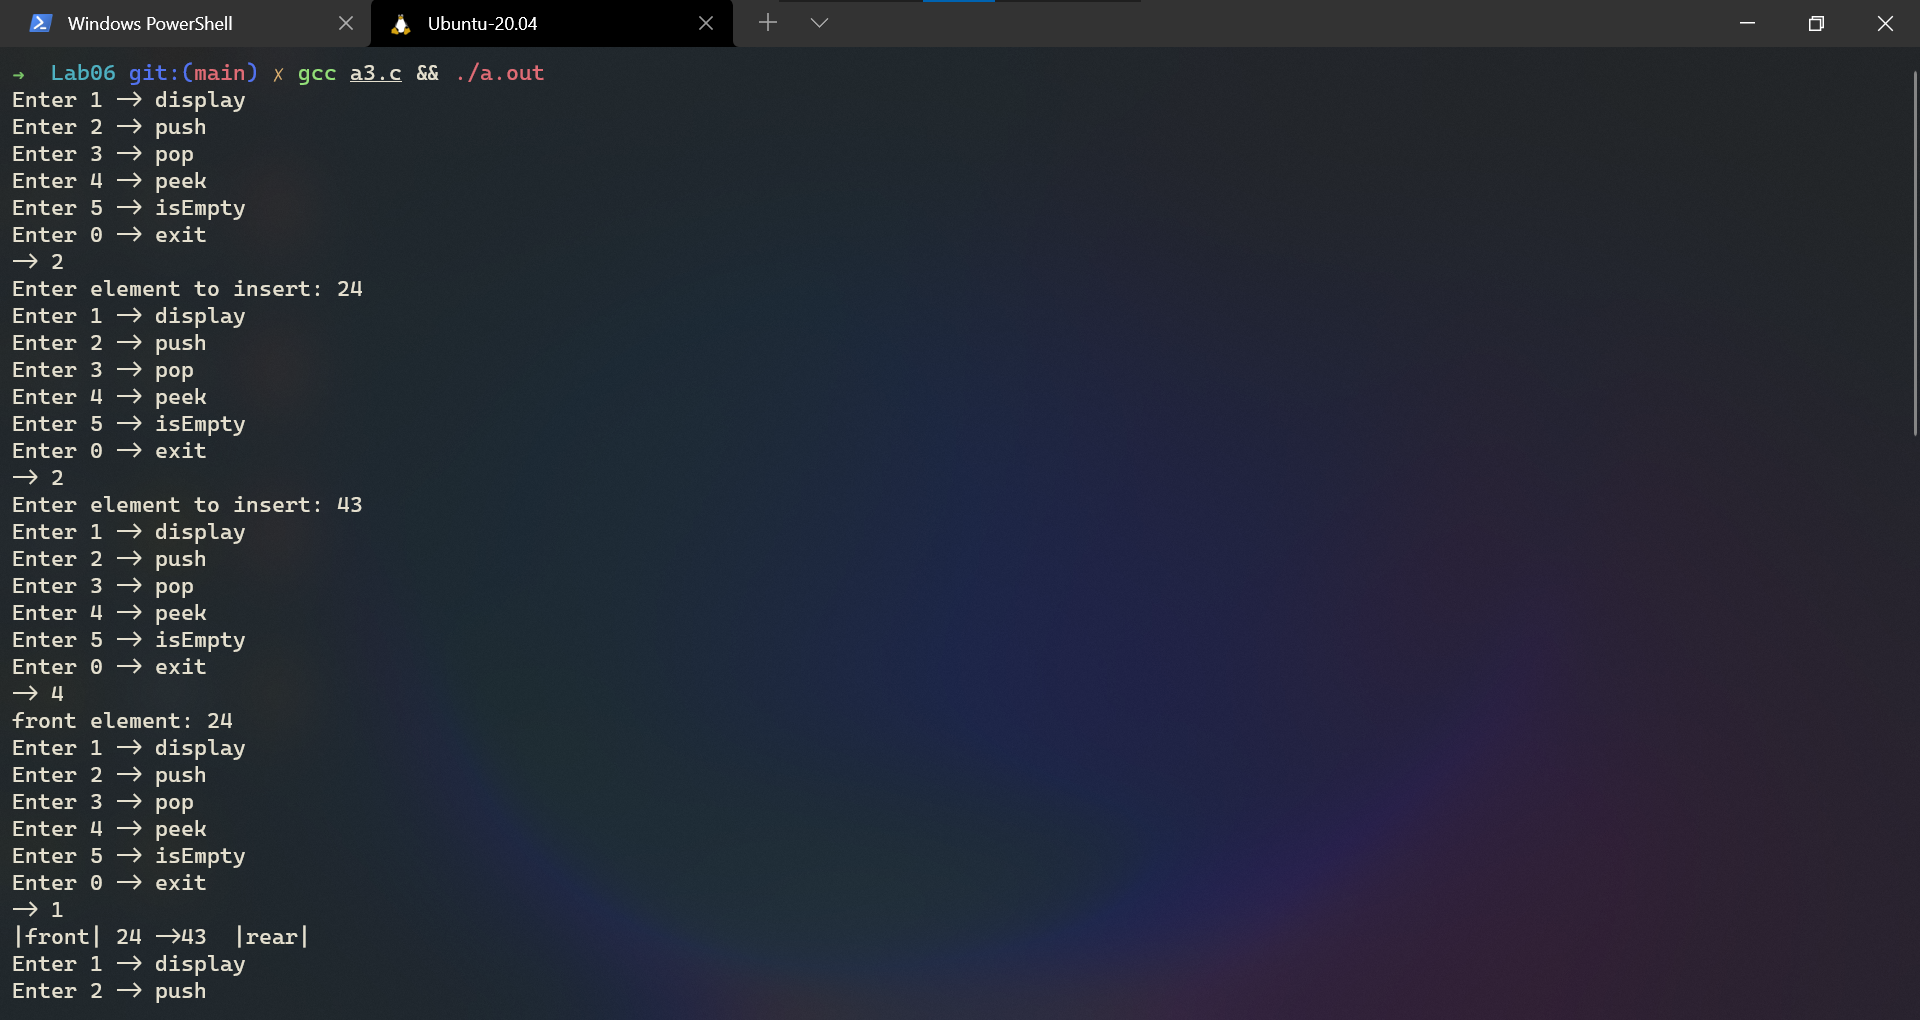 Windows PowerShell
Ubuntu-20.04
→ Lab06 git:(main) ✗ gcc a3.c && ./a.out
Enter 1 → display
Enter 2 → push
Enter 3 → pop
Enter 4 → peek
Enter 5 → isEmpty
Enter 0 → exit
→ 2
Enter element to insert: 24
Enter 1 → display
Enter 2 → push
Enter 3 → pop
Enter 4 → peek
Enter 5 → isEmpty
Enter 0 → exit
→ 2
Enter element to insert: 43
Enter 1 → display
Enter 2 → push
Enter 3 → pop
Enter 4 → peek
Enter 5 → isEmpty
Enter 0 → exit
→ 4
front element: 24
Enter 1 → display
Enter 2 → push
Enter 3 → pop
Enter 4 → peek
Enter 5 → isEmpty
Enter 0 → exit
→ 1
|front| 24 →43  |rear|
Enter 1 → display
Enter 2 → push